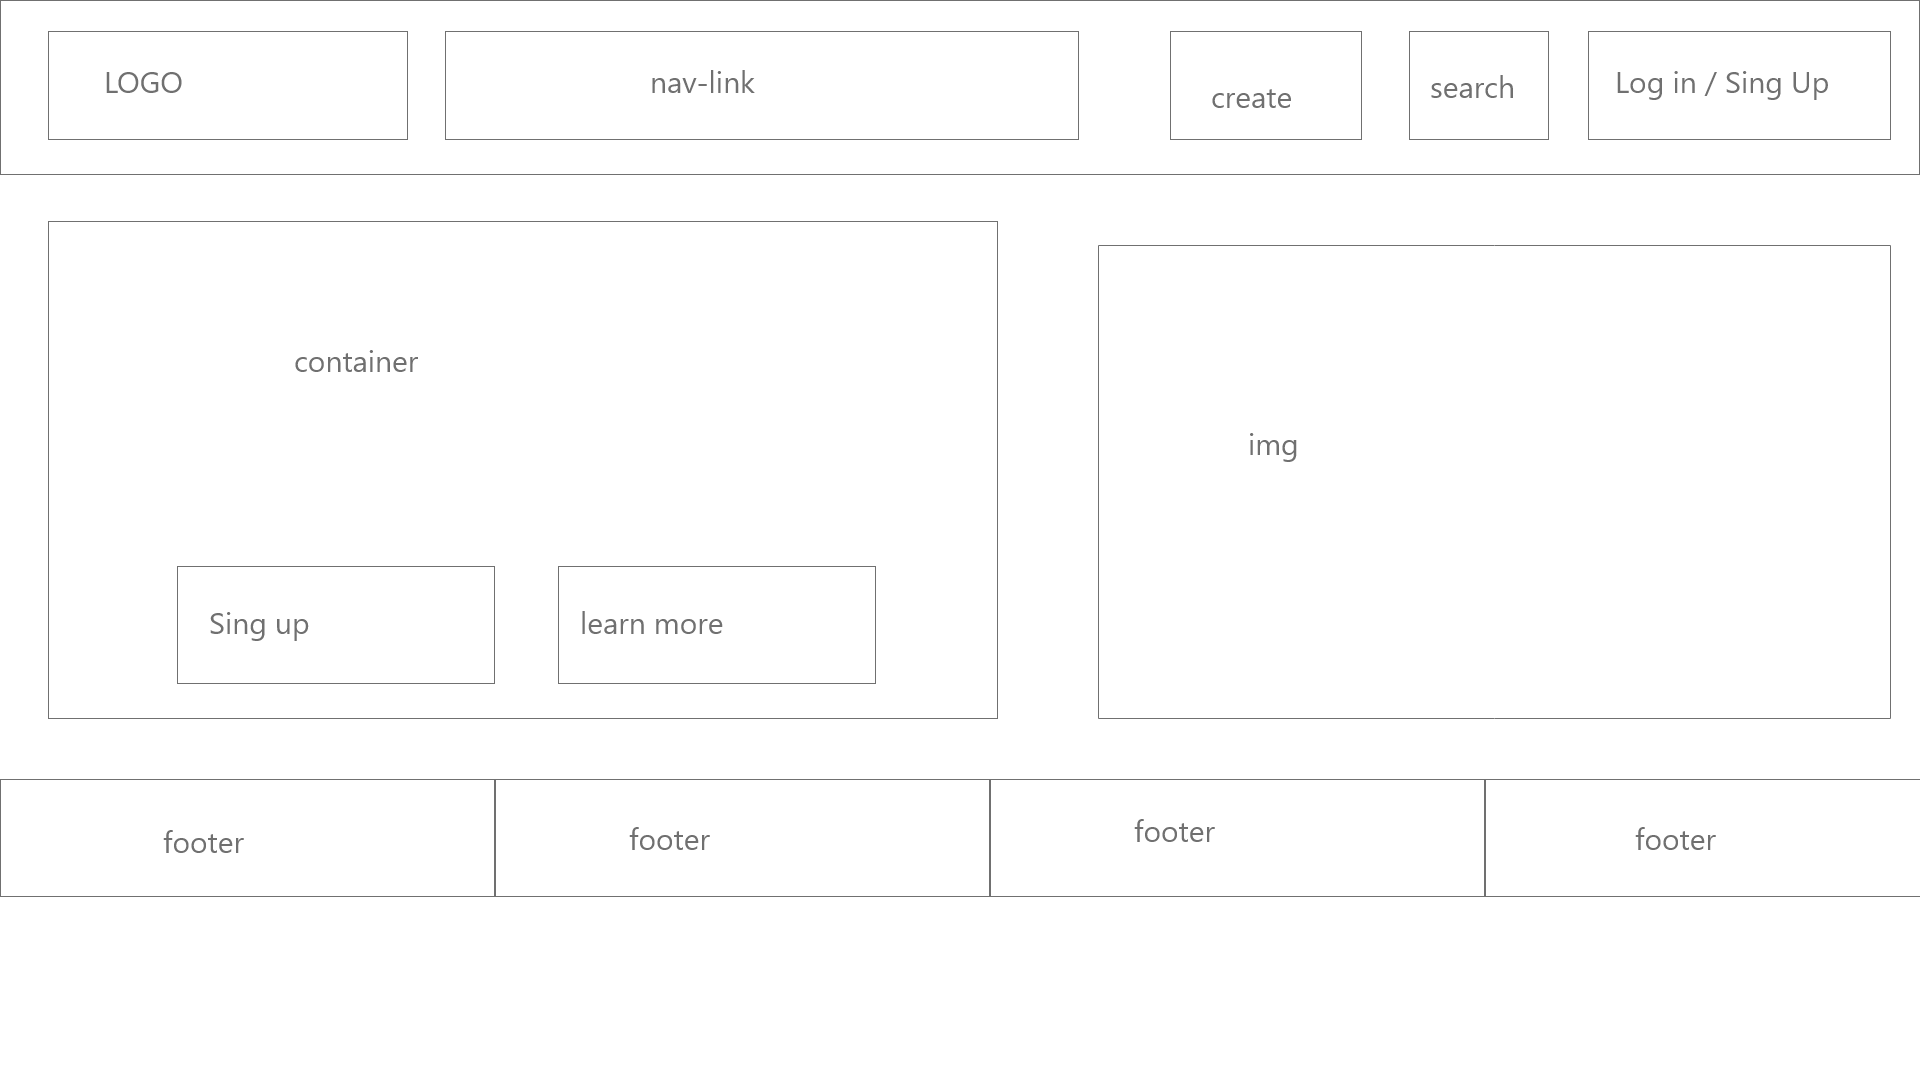 LOGO
nav-link
create
search
Log in / Sing Up
container
img
Sing up
learn more
footer
footer
footer
footer